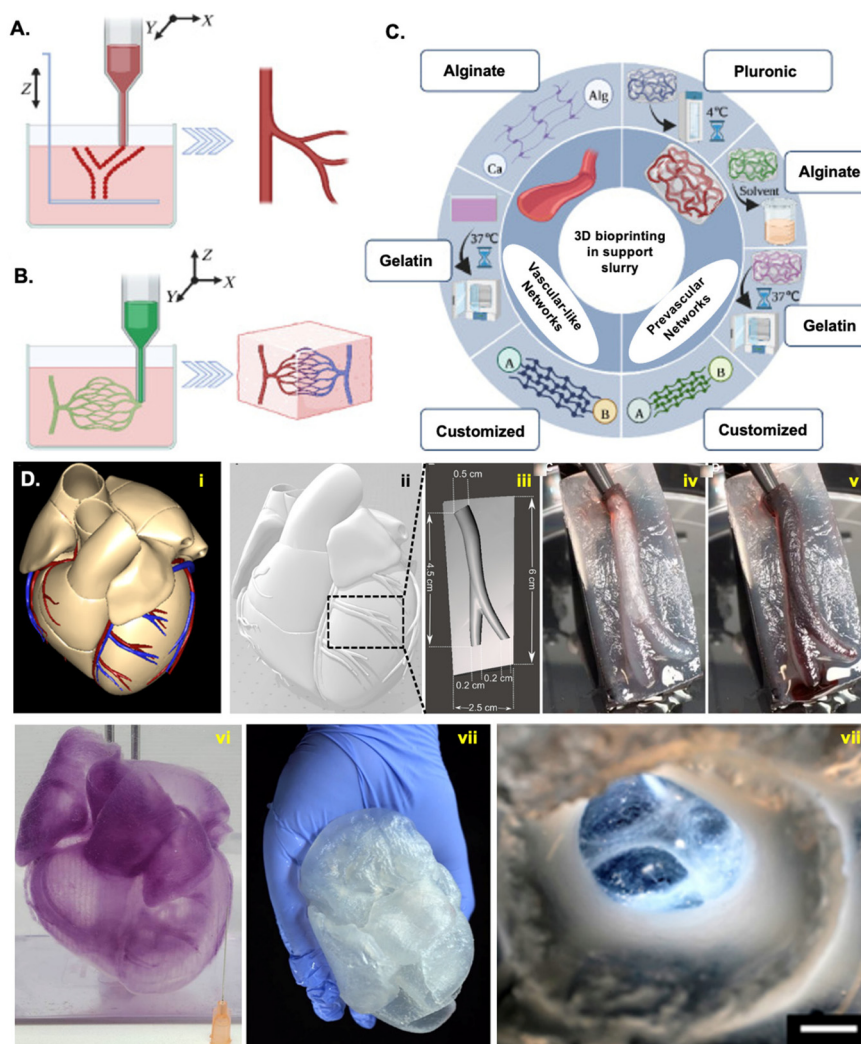 A.
Y
X
Z
B.
Z
Y
X
C.
Alginate
Pluronic
Alg
4℃
Ca
Solvent
Alginate
37℃
Gelatin
3D bioprinting
in support
slurry
37℃
Vascular-like
Networks
Prevascular
Networks
Gelatin
A
B
A
B
Customized
Customized
D.
i
ii
iii
iv
v
0.5 cm
4.5 cm
6 cm
0.2 cm
0.2 cm
2.5 cm
vi
vii
vii